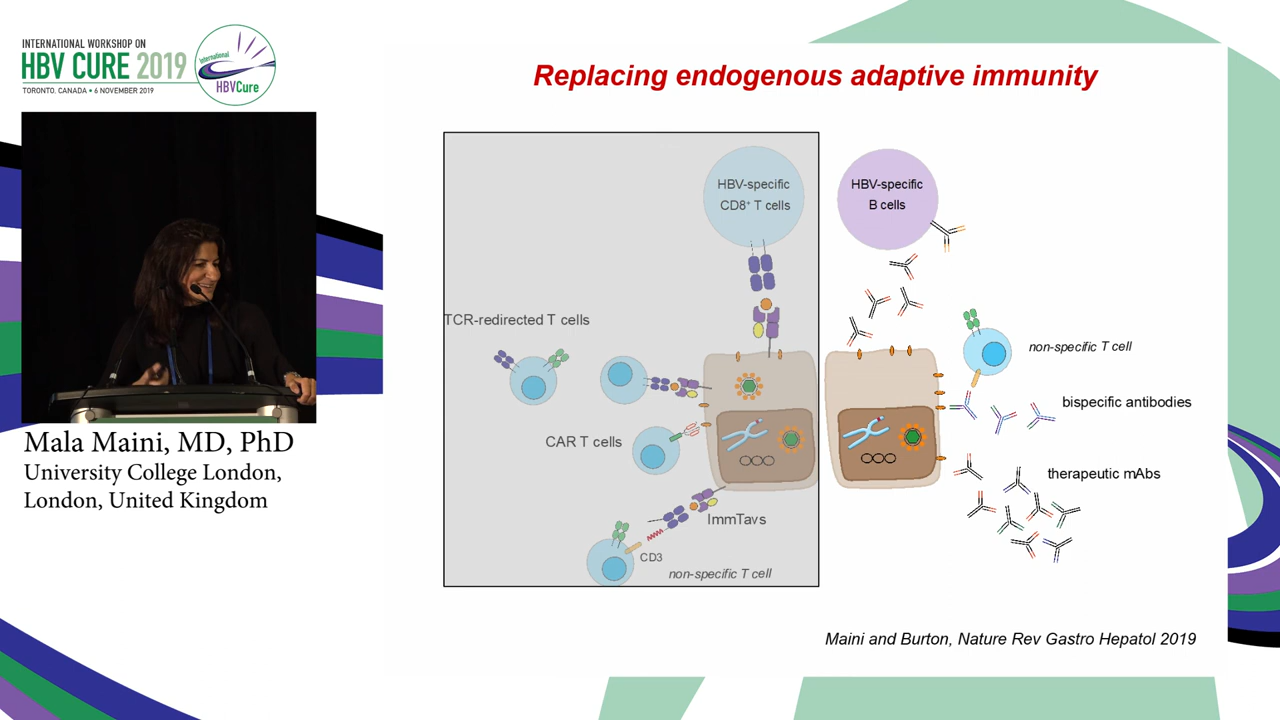 INTERNATIONAL WORKSHOP ON
HBV CURE 2019
TORONTO, CANADA • 6 NOVEMBER 2019
International
HBVCure
Mala Maini, MD, PhD
University College London,
London, United Kingdom
Replacing endogenous adaptive immunity
HBV-specific
CD8⁺ T cells
TCR-redirected T cells
CAR T cells
ImmTavs
CD3
non-specific T cell
HBV-specific
B cells
non-specific T cell
bispecific antibodies
therapeutic mAbs
Maini and Burton, Nature Rev Gastro Hepatol 2019